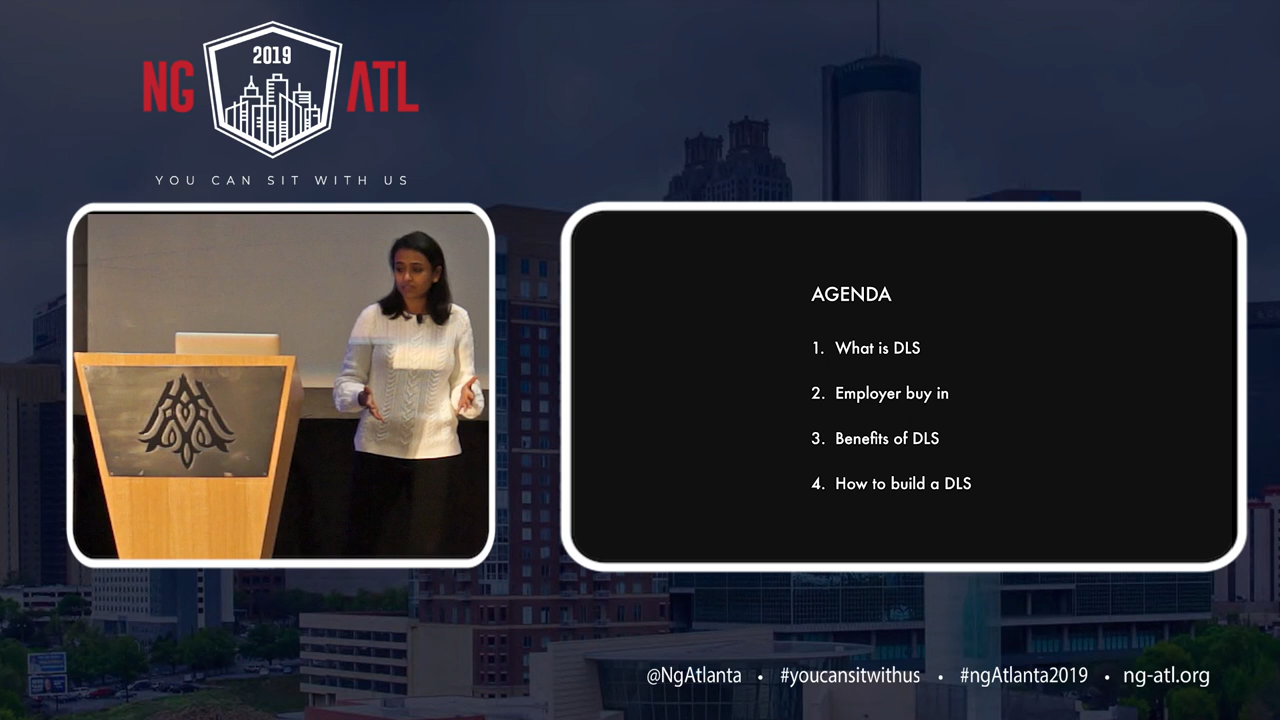 2019
NG ATL
YOU CAN SIT WITH US
AGENDA
1. What is DLS
2. Employer buy in
3. Benefits of DLS
4. How to build a DLS
@NgAtlanta • #youcansitwithus • #ngAtlanta2019 • ng-atl.org